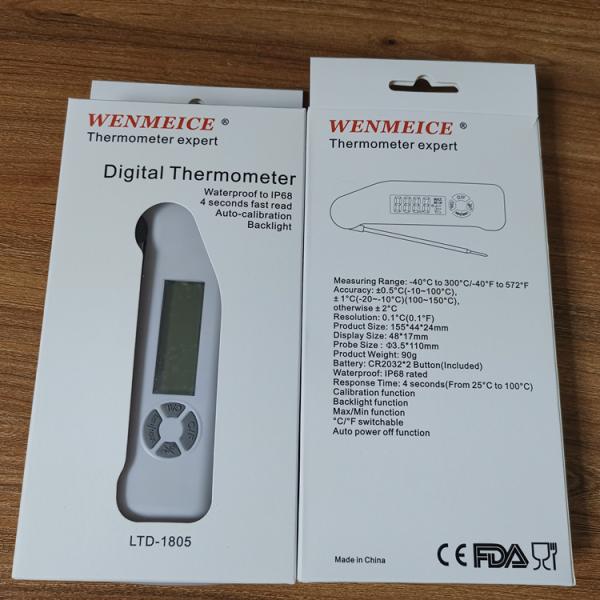 WENMEICE ®
Thermometer expert
Digital Thermometer
Waterproof to IP68
4 seconds fast read
Auto-calibration
Backlight
C/F
LTD-1805
WENMEICE ®
Thermometer expert
C/F
Measuring Range: -40°C to 300°C/-40°F to 572°F
Accuracy: ±0.5°C(-10~100°C),
± 1°C(-20~-10°C)(100~150°C),
otherwise ± 2°C
Resolution: 0.1°C(0.1°F)
Product Size: 155*44*24mm
Display Size: 48*17mm
Probe Size : Φ3.5*110mm
Product Weight: 90g
Battery: CR2032*2 Button(Included)
Waterproof: IP68 rated
Response Time: 4 seconds(From 25°C to 100°C)
Calibration function
Backlight function
Max/Min function
°C/°F switchable
Auto power off function
Made in China
CE FDA